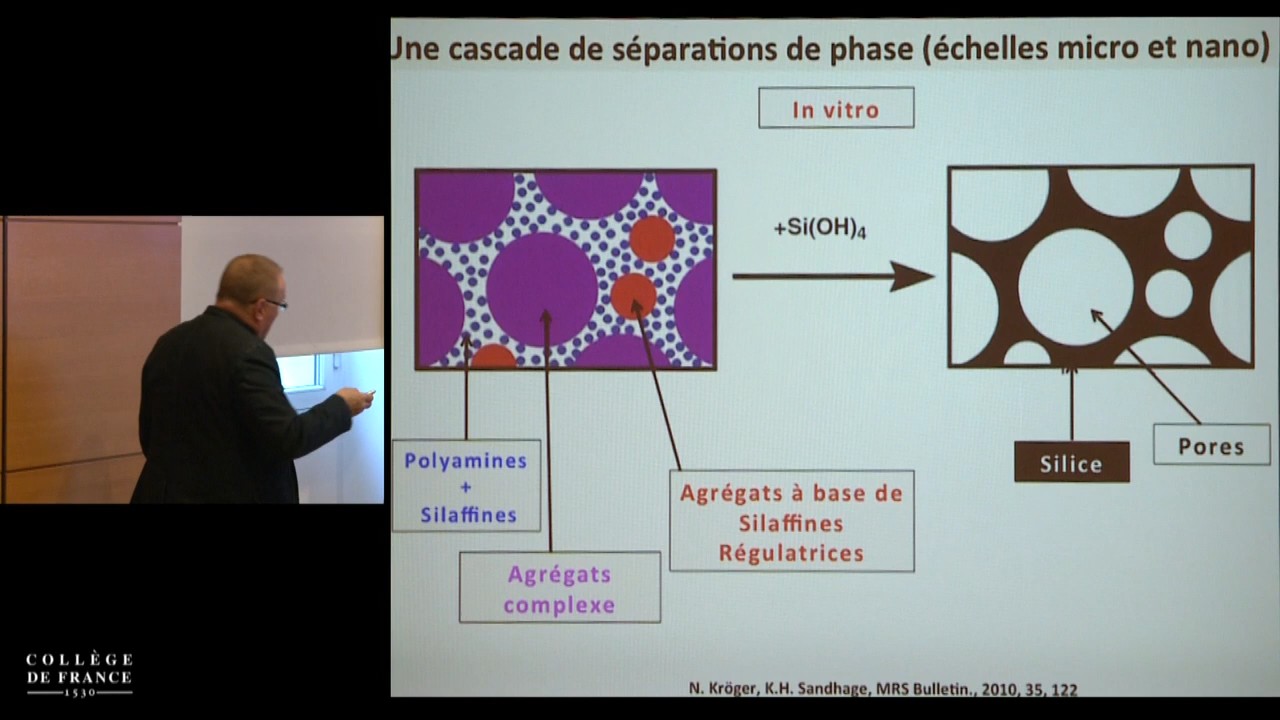 Une cascade de séparations de phase (échelles micro et nano)
In vitro
+Si(OH)₄
Polyamines
+
Silaffines
Agrégats
complexe
Agrégats à base de
Silaffines
Régulatrices
Silice
Pores
N. Kröger, K.H. Sandhage, MRS Bulletin., 2010, 35, 122
COLLÈGE
DE FRANCE
1530